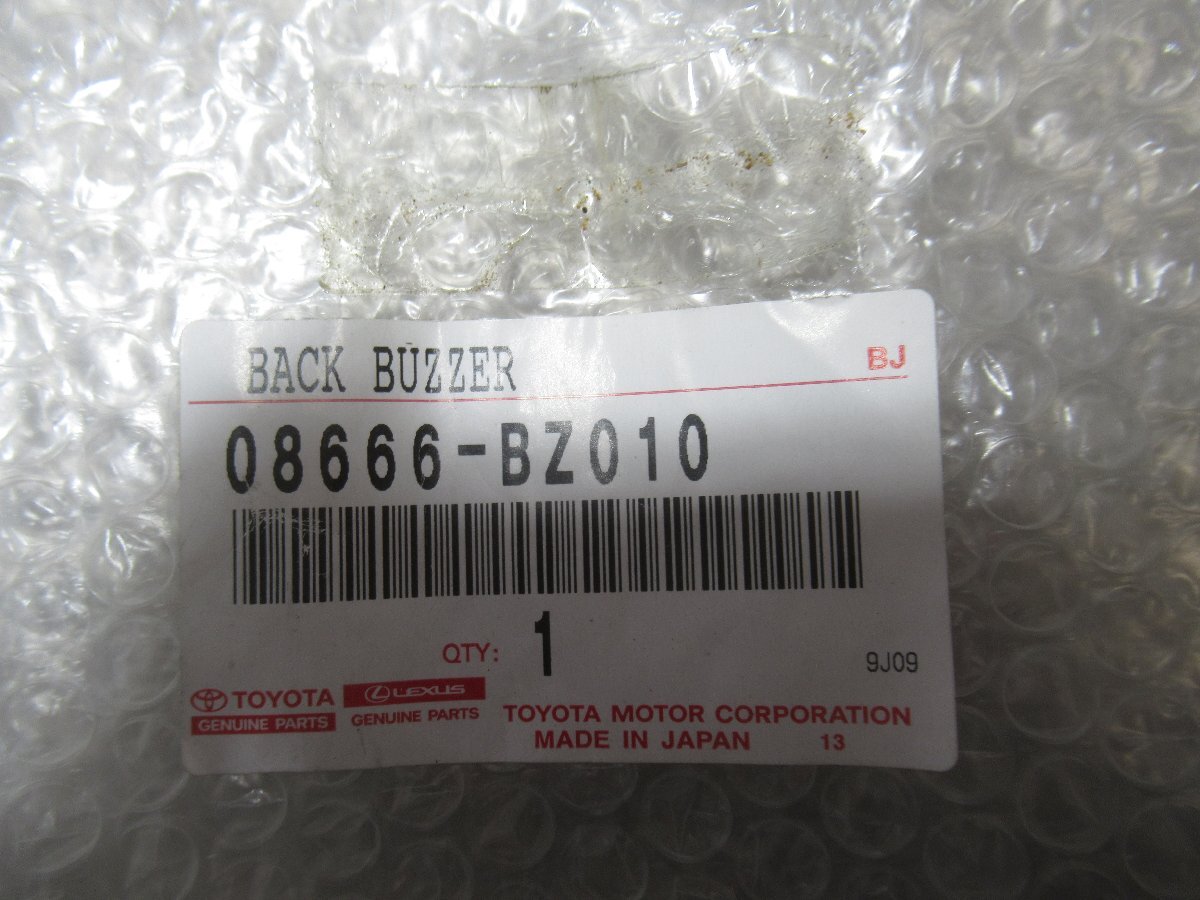 BACK BUZZER
BJ
08666-BZ010
QTY: 1
9J09
TOYOTA
GENUINE PARTS
LEXUS
GENUINE PARTS
TOYOTA MOTOR CORPORATION
MADE IN JAPAN 13